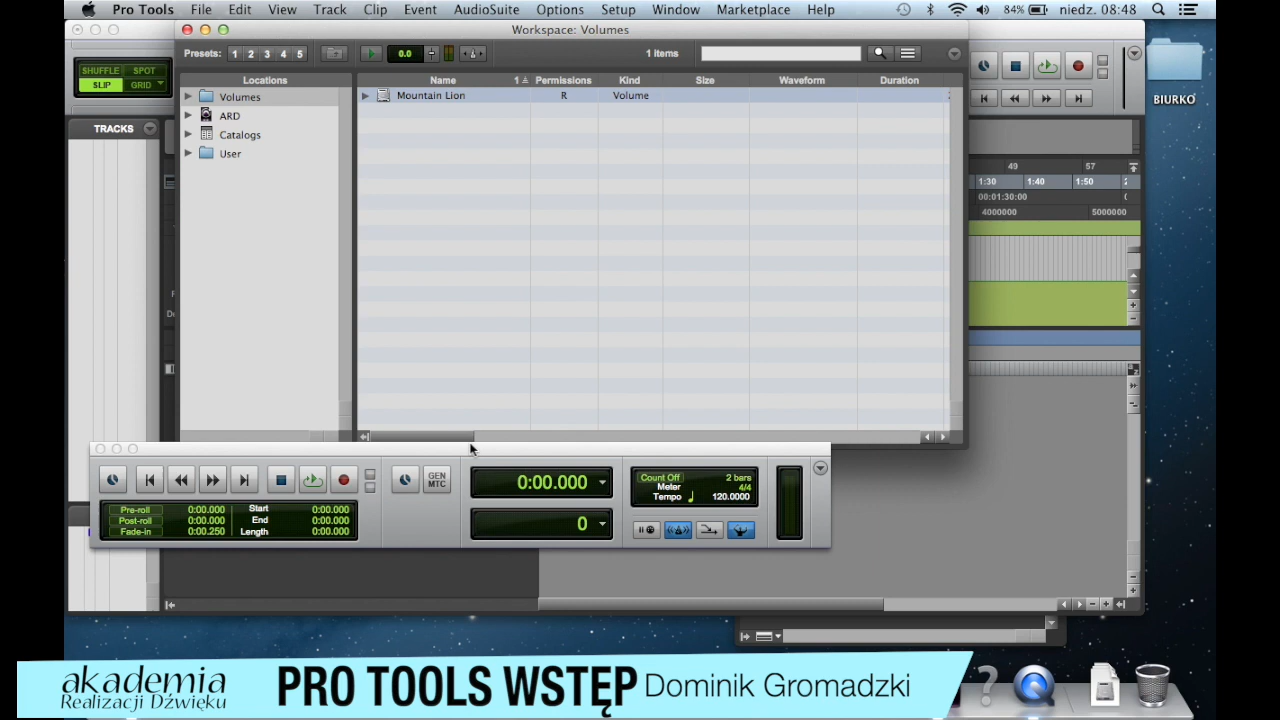 Pro Tools File Edit View Track Clip Event AudioSuite Options Setup Window Marketplace Help 84% niedz. 08:48
Workspace: Volumes
Presets: 1 2 3 4 5 0.0 1 items
SHUFFLE SPOT
SLIP GRID
Locations Name 1 Permissions Kind Size Waveform Duration
Volumes
ARD
Catalogs
User
Mountain Lion R Volume
BIURKO
TRACKS
49 57
1:30 1:40 1:50
00:01:30:00
4000000 5000000
GEN
MTC
0:00.000
0
Count Off 2 bars
Meter 4/4
Tempo 120.0000
Pre-roll 0:00.000 Start 0:00.000
Post-roll 0:00.000 End 0:00.000
Fade-in 0:00.250 Length 0:00.000
akademia
Realizacji Dźwięku
PRO TOOLS WSTĘP Dominik Gromadzki